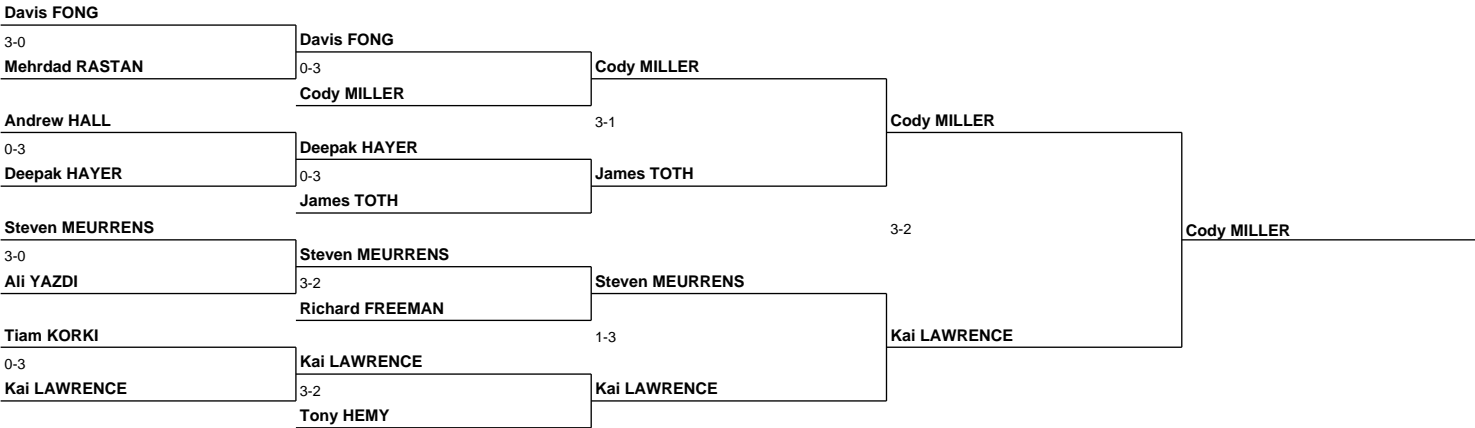 Davis FONG
3-0
Mehrdad RASTAN
Andrew HALL
0-3
Deepak HAYER
Steven MEURRENS
3-0
Ali YAZDI
Tiam KORKI
0-3
Kai LAWRENCE
Davis FONG
0-3
Cody MILLER
Deepak HAYER
0-3
James TOTH
Steven MEURRENS
3-2
Richard FREEMAN
Kai LAWRENCE
3-2
Tony HEMY
Cody MILLER
3-1
James TOTH
Steven MEURRENS
1-3
Kai LAWRENCE
Cody MILLER
3-2
Kai LAWRENCE
Cody MILLER